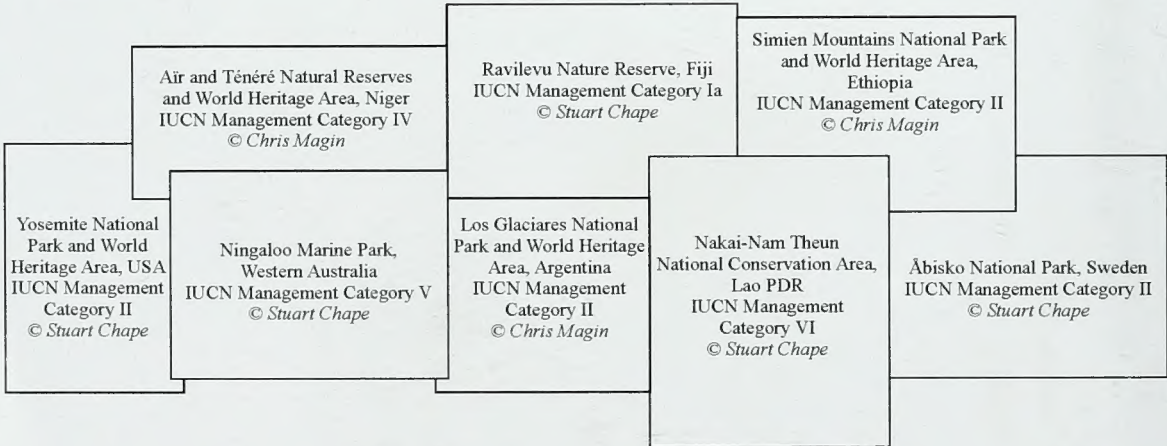 Aïr and Ténéré Natural Reserves
and World Heritage Area, Niger
IUCN Management Category IV
© Chris Magin
Ravilevu Nature Reserve, Fiji
IUCN Management Category Ia
© Stuart Chape
Simien Mountains National Park
and World Heritage Area,
Ethiopia
IUCN Management Category II
© Chris Magin
Yosemite National
Park and World
Heritage Area, USA
IUCN Management
Category II
© Stuart Chape
Ningaloo Marine Park,
Western Australia
IUCN Management Category V
© Stuart Chape
Los Glaciares National
Park and World Heritage
Area, Argentina
IUCN Management
Category II
© Chris Magin
Nakai-Nam Theun
National Conservation Area,
Lao PDR
IUCN Management
Category VI
© Stuart Chape
Åbisko National Park, Sweden
IUCN Management Category II
© Stuart Chape